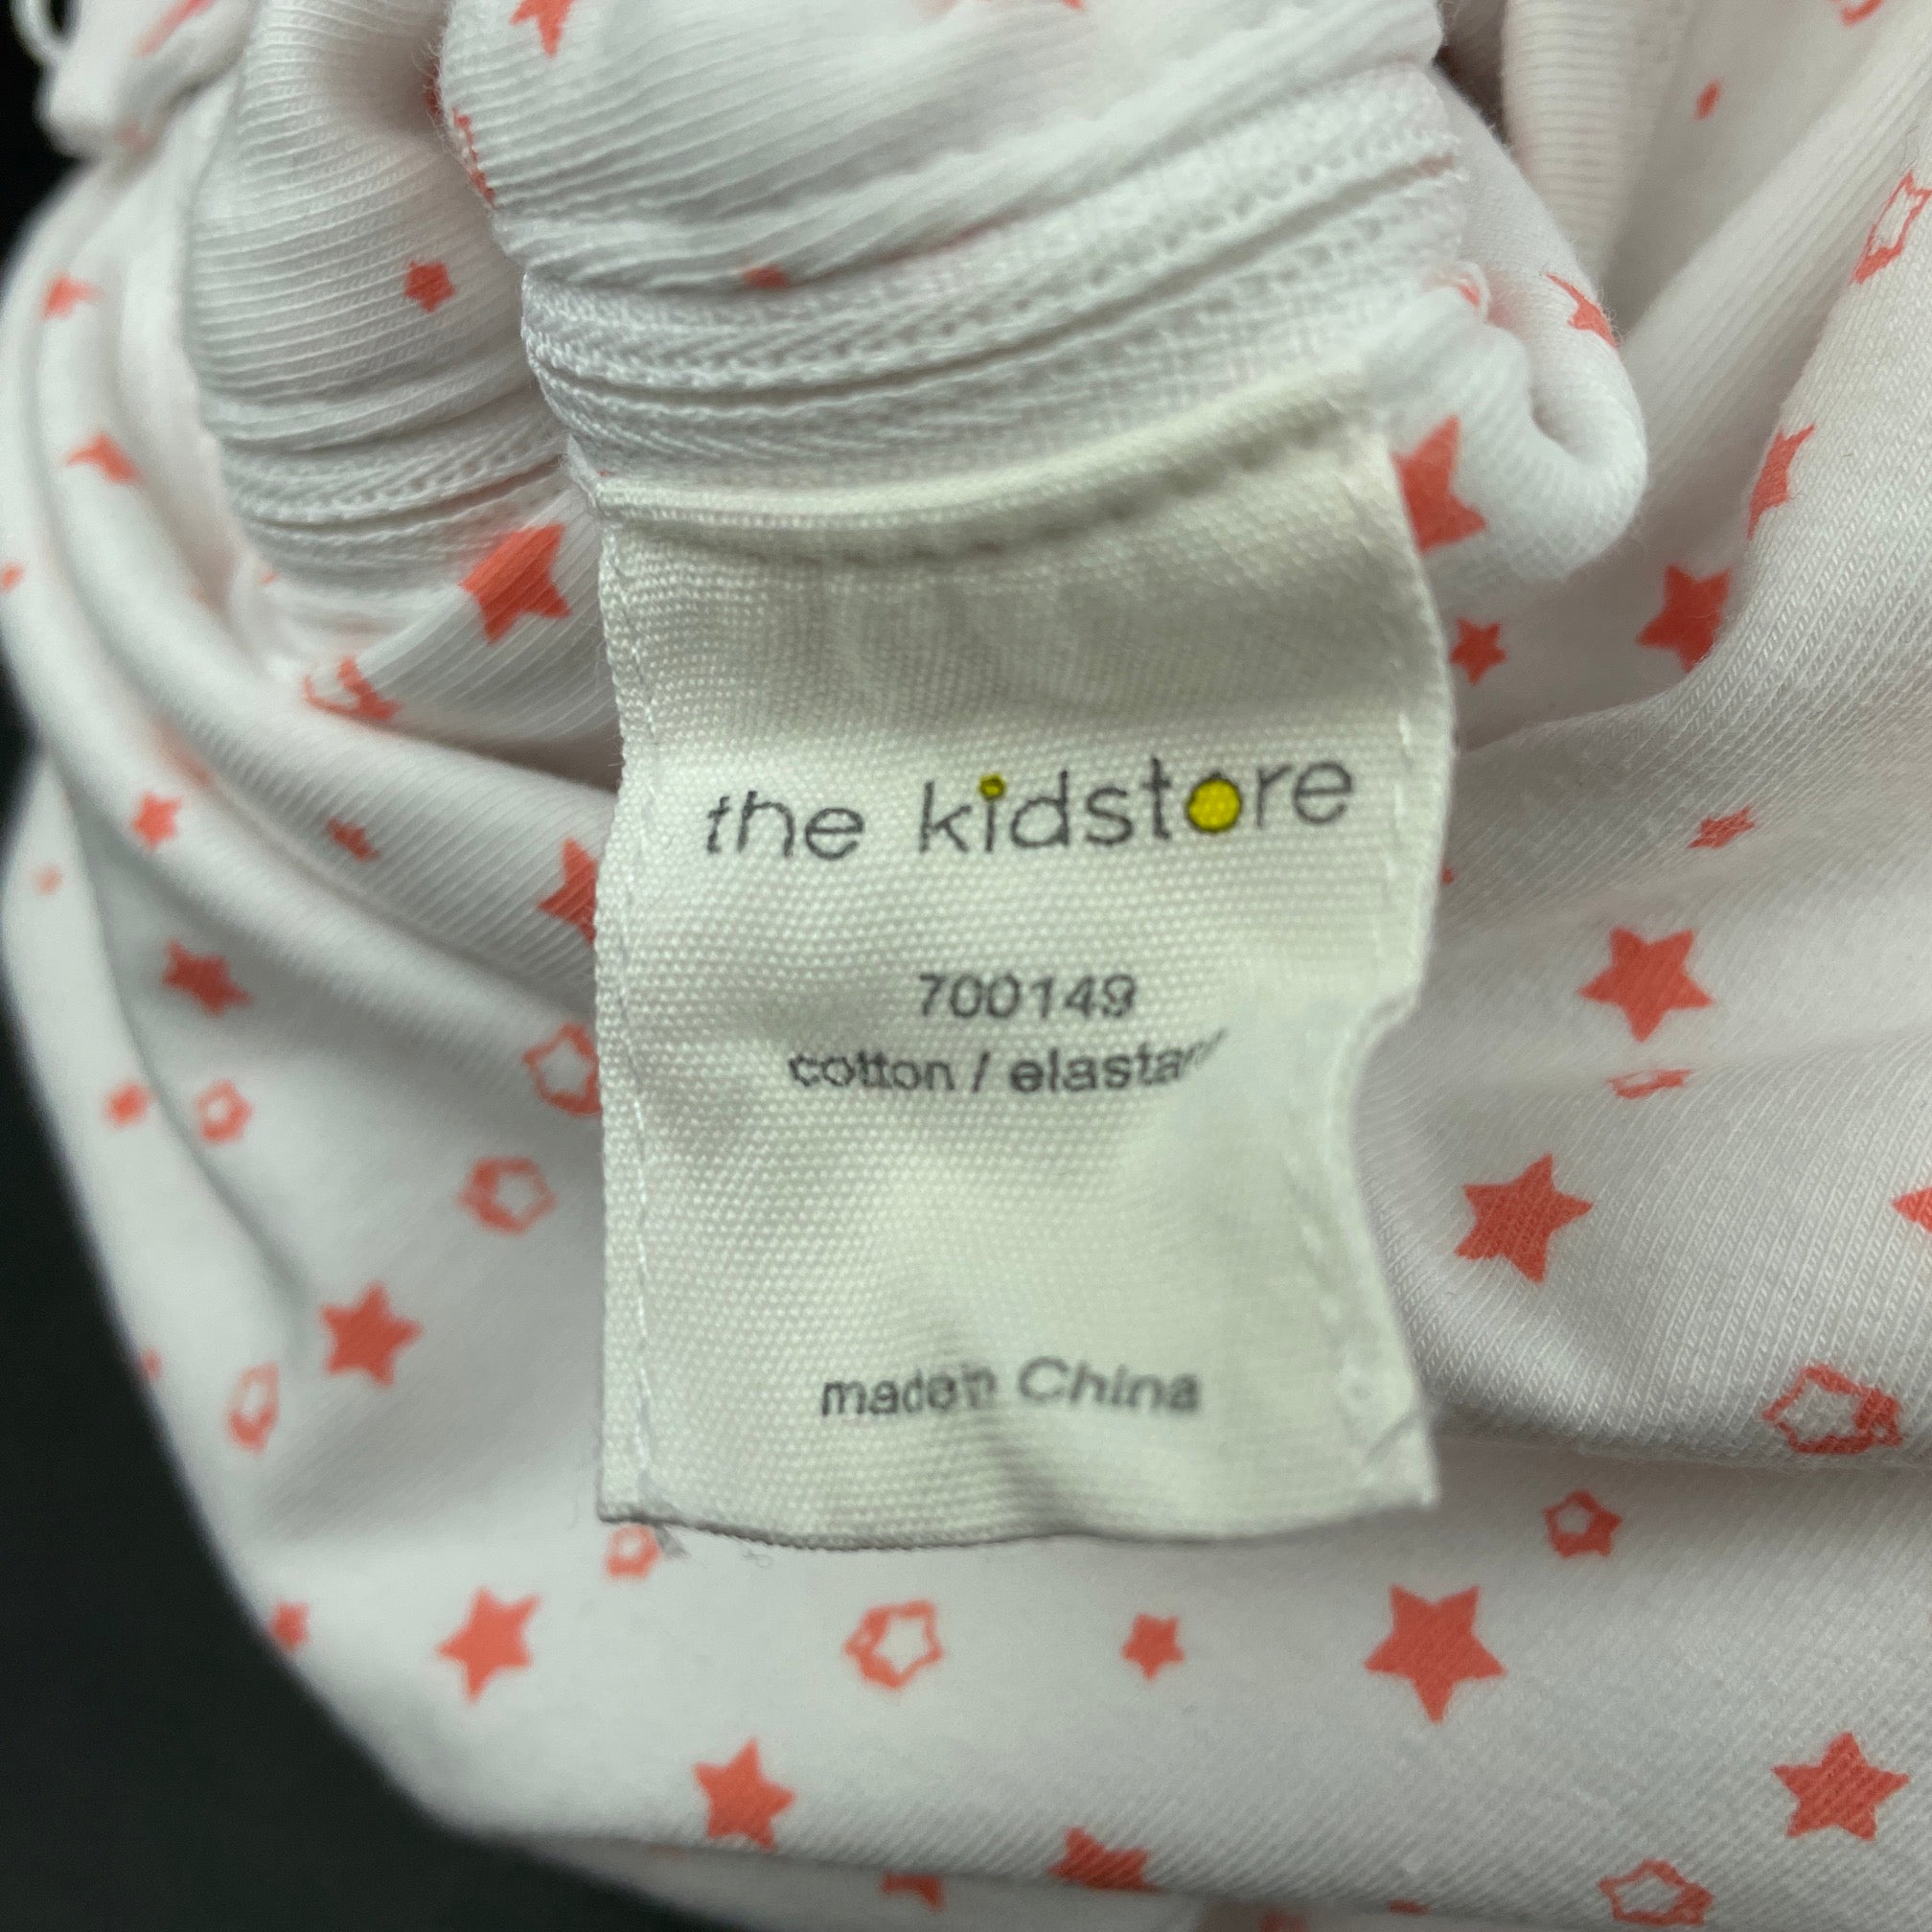 the kidstore
700149
cotton / elastane
made in China